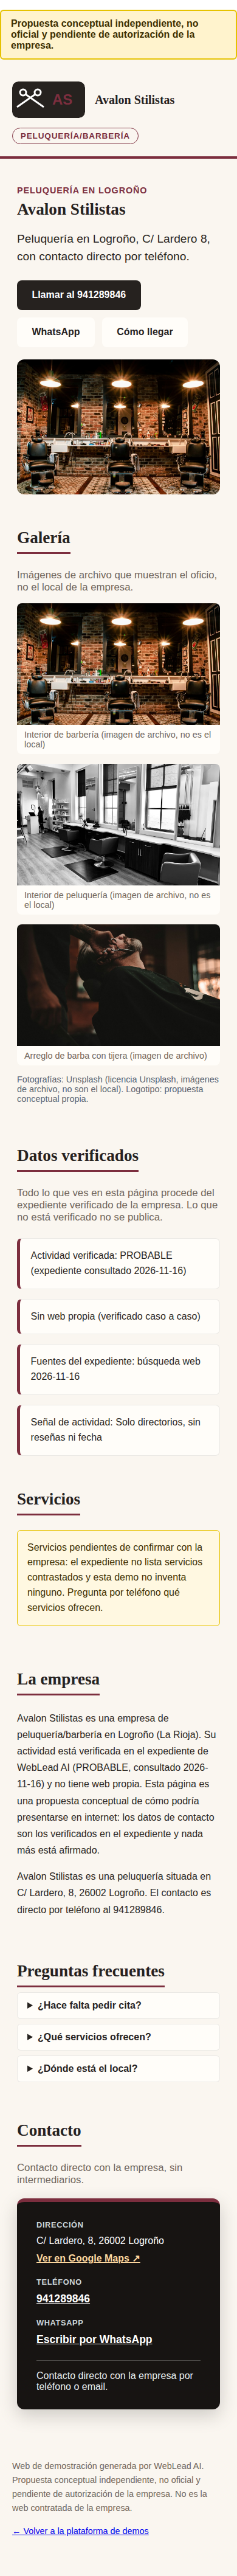 Propuesta conceptual independiente, no
oficial y pendiente de autorización de la
empresa.
AS
Avalon Stilistas
PELUQUERÍA/BARBERÍA
PELUQUERÍA EN LOGROÑO
Avalon Stilistas
Peluquería en Logroño, C/ Lardero 8,
con contacto directo por teléfono.
Llamar al 941289846
WhatsApp
Cómo llegar
Galería
Imágenes de archivo que muestran el oficio,
no el local de la empresa.
Interior de barbería (imagen de archivo, no es el
local)
Interior de peluquería (imagen de archivo, no es
el local)
Arreglo de barba con tijera (imagen de archivo)
Fotografías: Unsplash (licencia Unsplash, imágenes
de archivo, no son el local). Logotipo: propuesta
conceptual propia.
Datos verificados
Todo lo que ves en esta página procede del
expediente verificado de la empresa. Lo que
no está verificado no se publica.
Actividad verificada: PROBABLE
(expediente consultado 2026-11-16)
Sin web propia (verificado caso a caso)
Fuentes del expediente: búsqueda web
2026-11-16
Señal de actividad: Solo directorios, sin
reseñas ni fecha
Servicios
Servicios pendientes de confirmar con la
empresa: el expediente no lista servicios
contrastados y esta demo no inventa
ninguno. Pregunta por teléfono qué
servicios ofrecen.
La empresa
Avalon Stilistas es una empresa de
peluquería/barbería en Logroño (La Rioja). Su
actividad está verificada en el expediente de
WebLead AI (PROBABLE, consultado 2026-
11-16) y no tiene web propia. Esta página es
una propuesta conceptual de cómo podría
presentarse en internet: los datos de contacto
son los verificados en el expediente y nada
más está afirmado.
Avalon Stilistas es una peluquería situada en
C/ Lardero, 8, 26002 Logroño. El contacto es
directo por teléfono al 941289846.
Preguntas frecuentes
▶ ¿Hace falta pedir cita?
▶ ¿Qué servicios ofrecen?
▶ ¿Dónde está el local?
Contacto
Contacto directo con la empresa, sin
intermediarios.
DIRECCIÓN
C/ Lardero, 8, 26002 Logroño
Ver en Google Maps ↗
TELÉFONO
941289846
WHATSAPP
Escribir por WhatsApp
Contacto directo con la empresa por
teléfono o email.
Web de demostración generada por WebLead AI.
Propuesta conceptual independiente, no oficial y
pendiente de autorización de la empresa. No es la
web contratada de la empresa.
← Volver a la plataforma de demos